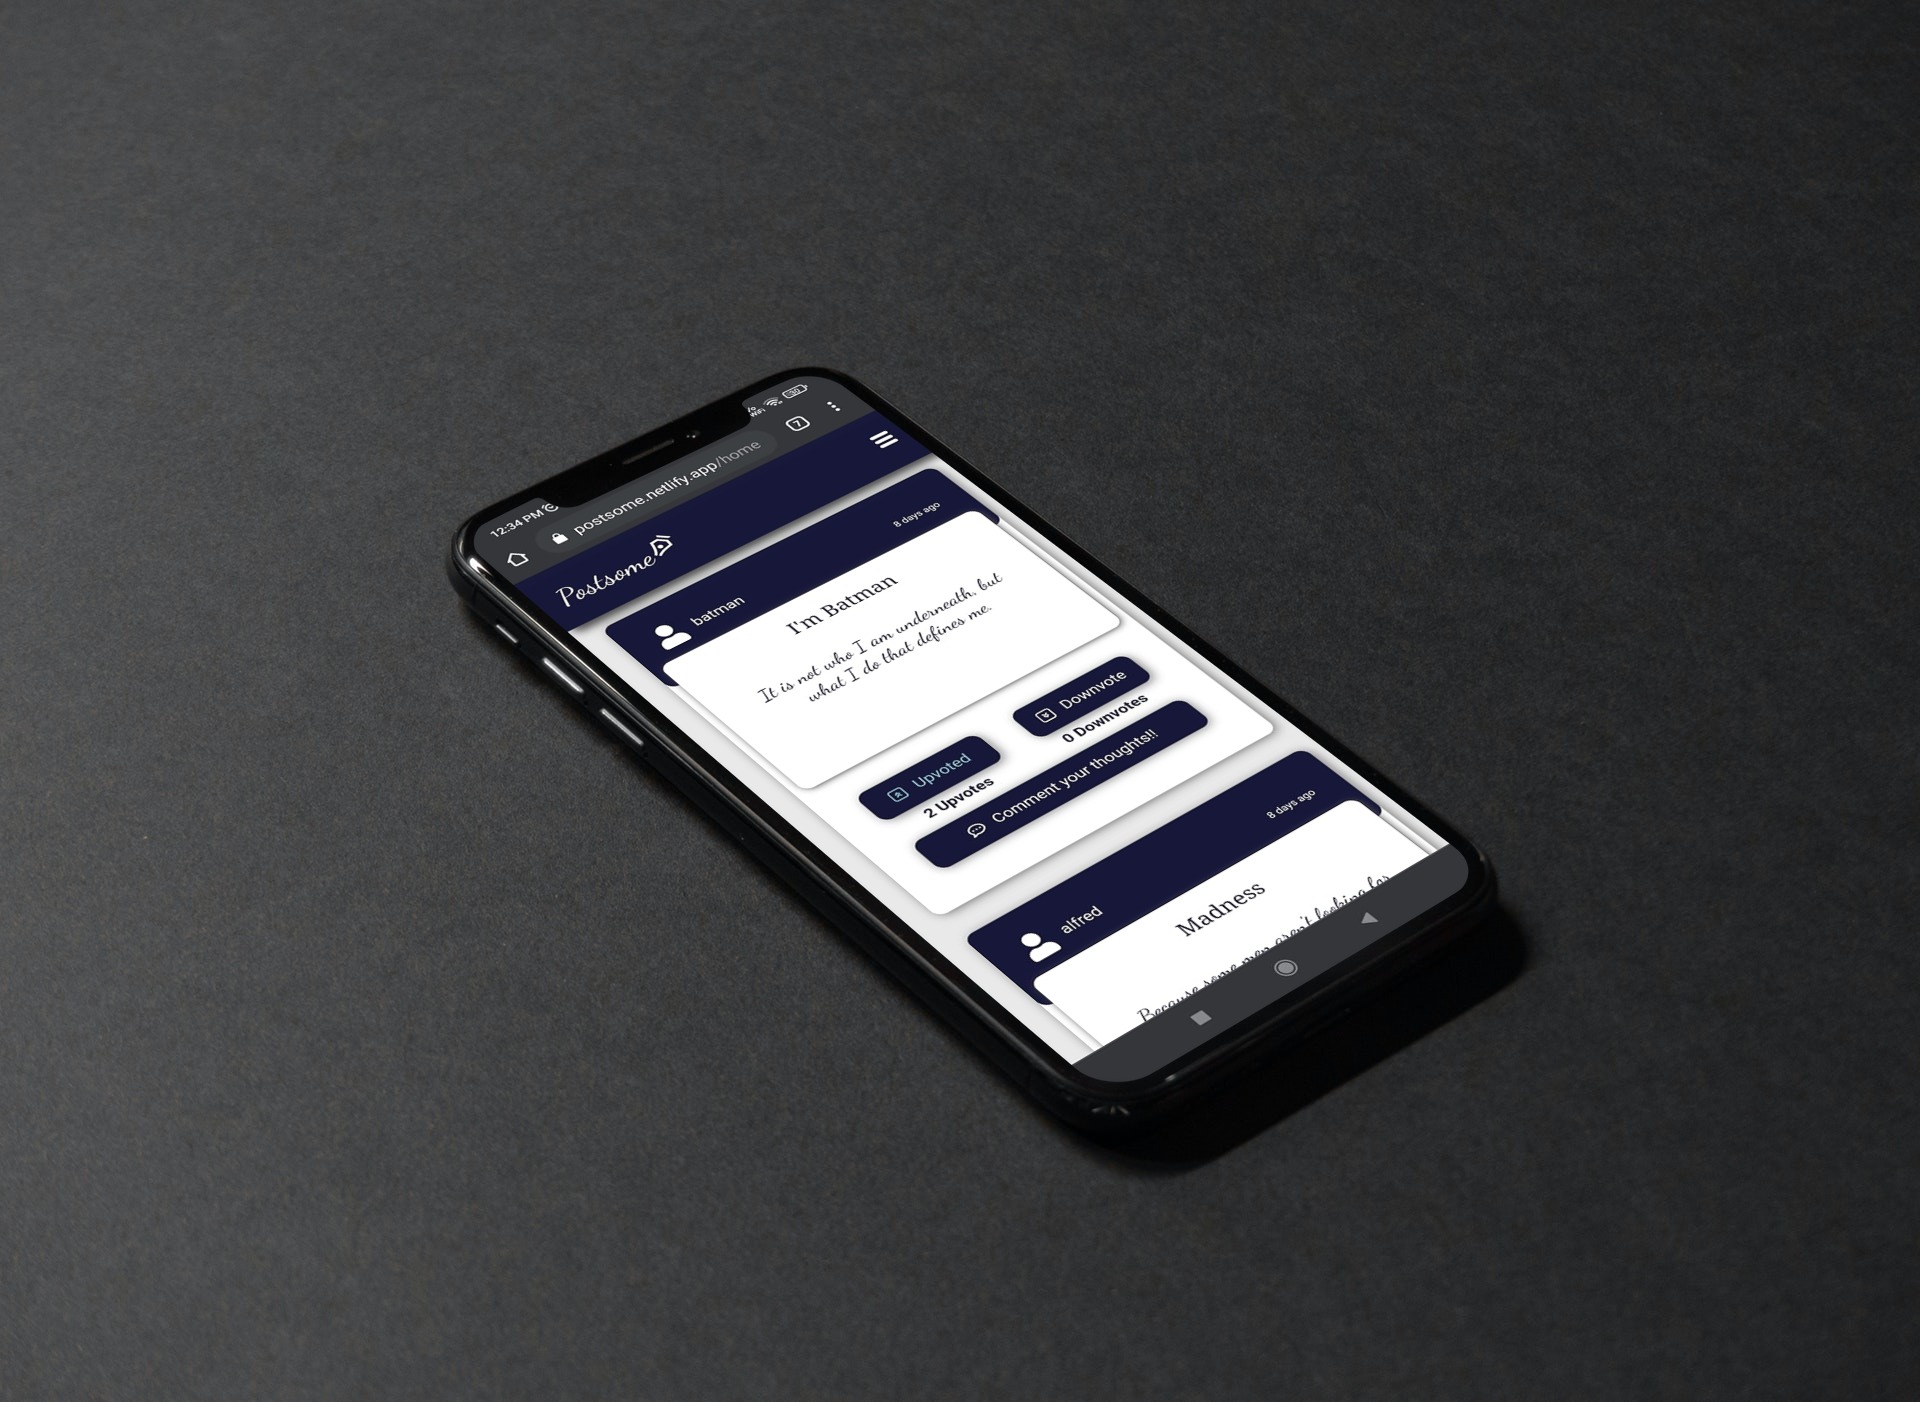 12:34 PM
30
postsome.netlify.app/home
7
Postsome
batman
8 days ago
I'm Batman
It is not who I am underneath, but
what I do that defines me.
Upvoted
Downvote
2 Upvotes
0 Downvotes
Comment your thoughts!!
alfred
8 days ago
Madness
Because some men aren't looking for